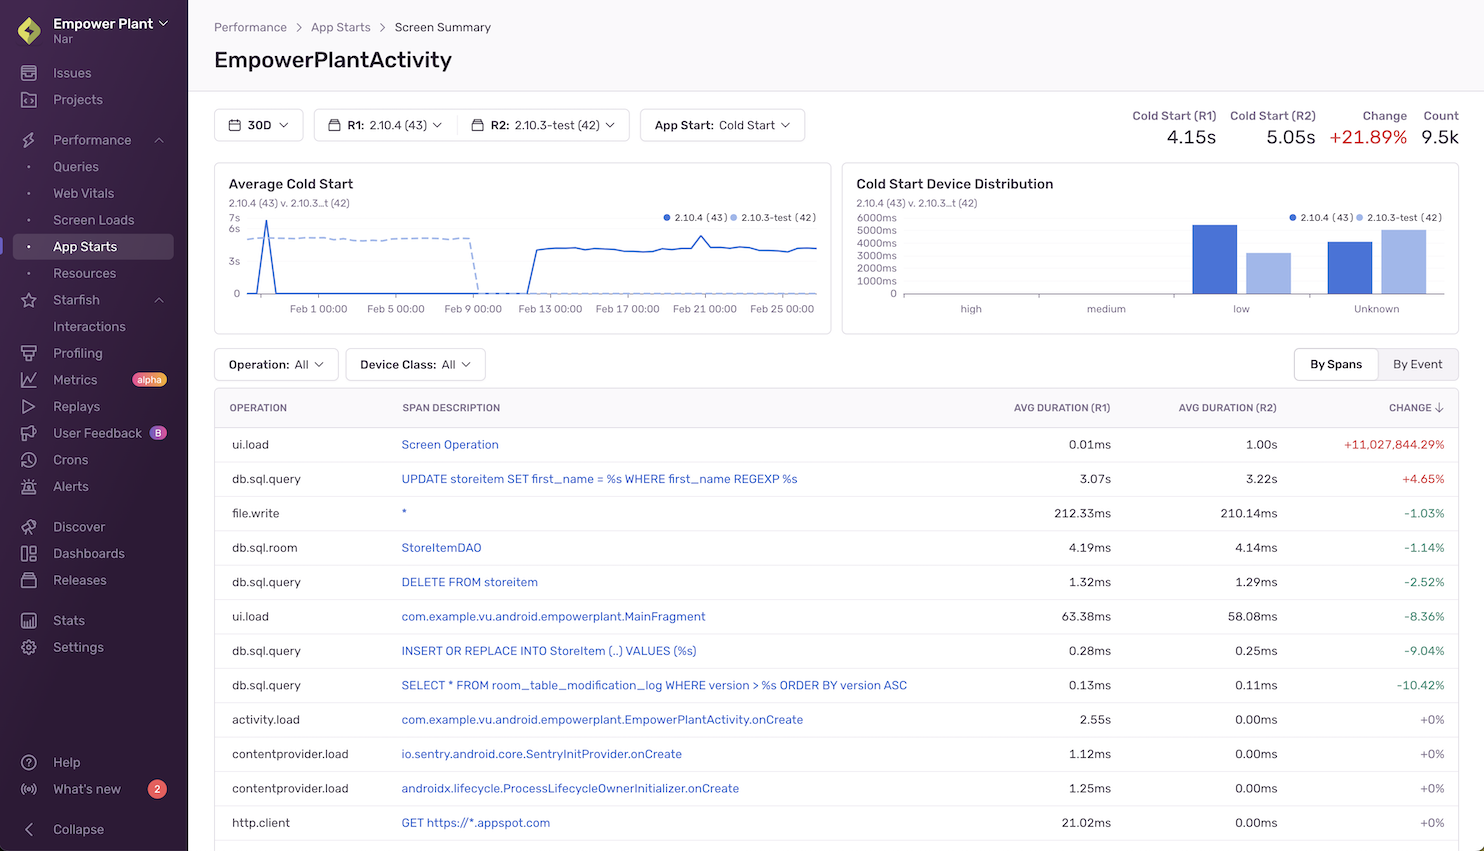 Empower Plant
Nar
Issues
Projects
Performance
Queries
Web Vitals
Screen Loads
App Starts
Resources
Starfish
Interactions
Profiling
Metrics alpha
Replays
User Feedback B
Crons
Alerts
Discover
Dashboards
Releases
Stats
Settings
Help
What's new 2
Collapse
Performance > App Starts > Screen Summary
EmpowerPlantActivity
30D R1: 2.10.4 (43) R2: 2.10.3-test (42) App Start: Cold Start
Cold Start (R1) Cold Start (R2) Change Count
4.15s 5.05s +21.89% 9.5k
Average Cold Start
2.10.4 (43) v. 2.10.3...t (42)
2.10.4 (43) 2.10.3-test (42)
7s
6s
3s
0
Feb 1 00:00 Feb 5 00:00 Feb 9 00:00 Feb 13 00:00 Feb 17 00:00 Feb 21 00:00 Feb 25 00:00
Cold Start Device Distribution
2.10.4 (43) v. 2.10.3...t (42)
2.10.4 (43) 2.10.3-test (42)
6000ms
5000ms
4000ms
3000ms
2000ms
1000ms
0
high medium low Unknown
Operation: All Device Class: All By Spans By Event
OPERATION SPAN DESCRIPTION AVG DURATION (R1) AVG DURATION (R2) CHANGE ↓
ui.load Screen Operation 0.01ms 1.00s +11,027,844.29%
db.sql.query UPDATE storeitem SET first_name = %s WHERE first_name REGEXP %s 3.07s 3.22s +4.65%
file.write * 212.33ms 210.14ms -1.03%
db.sql.room StoreItemDAO 4.19ms 4.14ms -1.14%
db.sql.query DELETE FROM storeitem 1.32ms 1.29ms -2.52%
ui.load com.example.vu.android.empowerplant.MainFragment 63.38ms 58.08ms -8.36%
db.sql.query INSERT OR REPLACE INTO StoreItem (..) VALUES (%s) 0.28ms 0.25ms -9.04%
db.sql.query SELECT * FROM room_table_modification_log WHERE version > %s ORDER BY version ASC 0.13ms 0.11ms -10.42%
activity.load com.example.vu.android.empowerplant.EmpowerPlantActivity.onCreate 2.55s 0.00ms +0%
contentprovider.load io.sentry.android.core.SentryInitProvider.onCreate 1.12ms 0.00ms +0%
contentprovider.load androidx.lifecycle.ProcessLifecycleOwnerInitializer.onCreate 1.25ms 0.00ms +0%
http.client GET https://*.appspot.com 21.02ms 0.00ms +0%